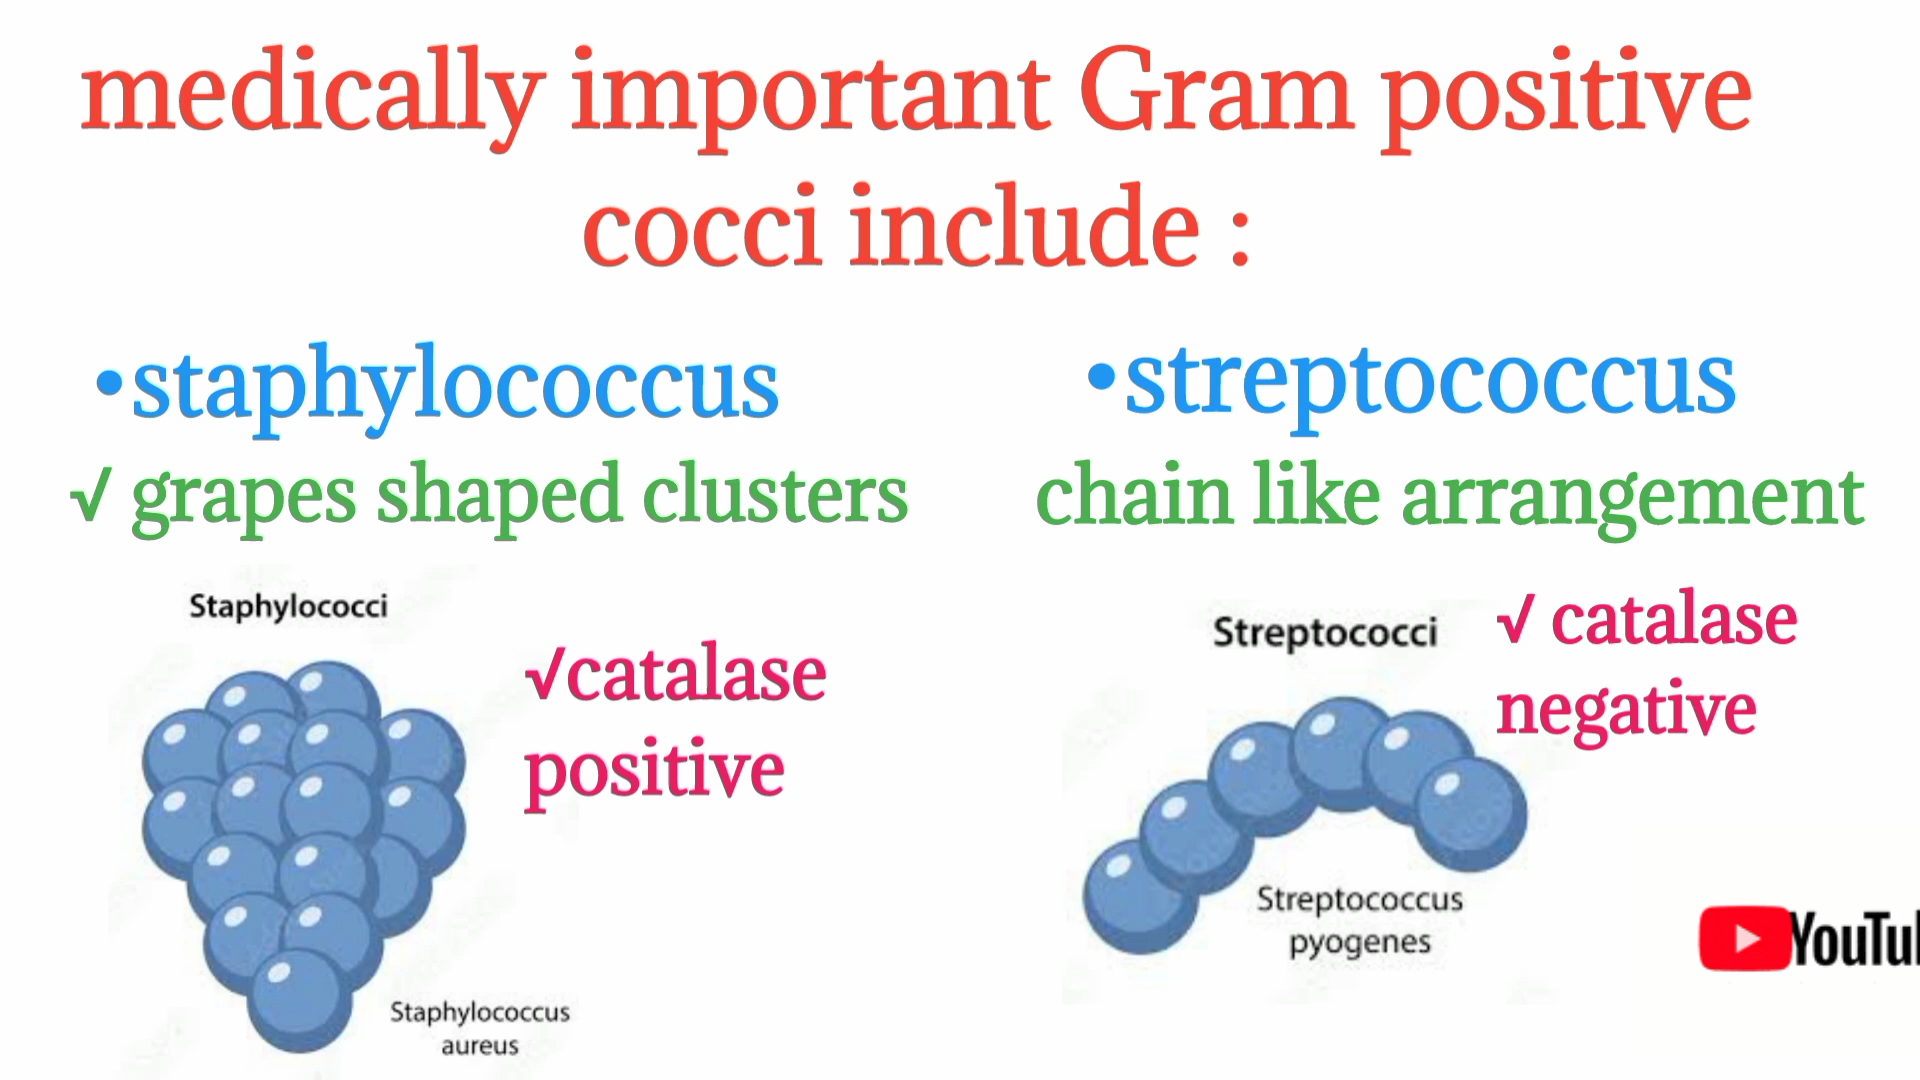 medically important Gram positive
cocci include :
•staphylococcus
√ grapes shaped clusters
Staphylococci
√catalase
positive
Staphylococcus
aureus
•streptococcus
chain like arrangement
Streptococci
√ catalase
negative
Streptococcus
pyogenes
YouTu